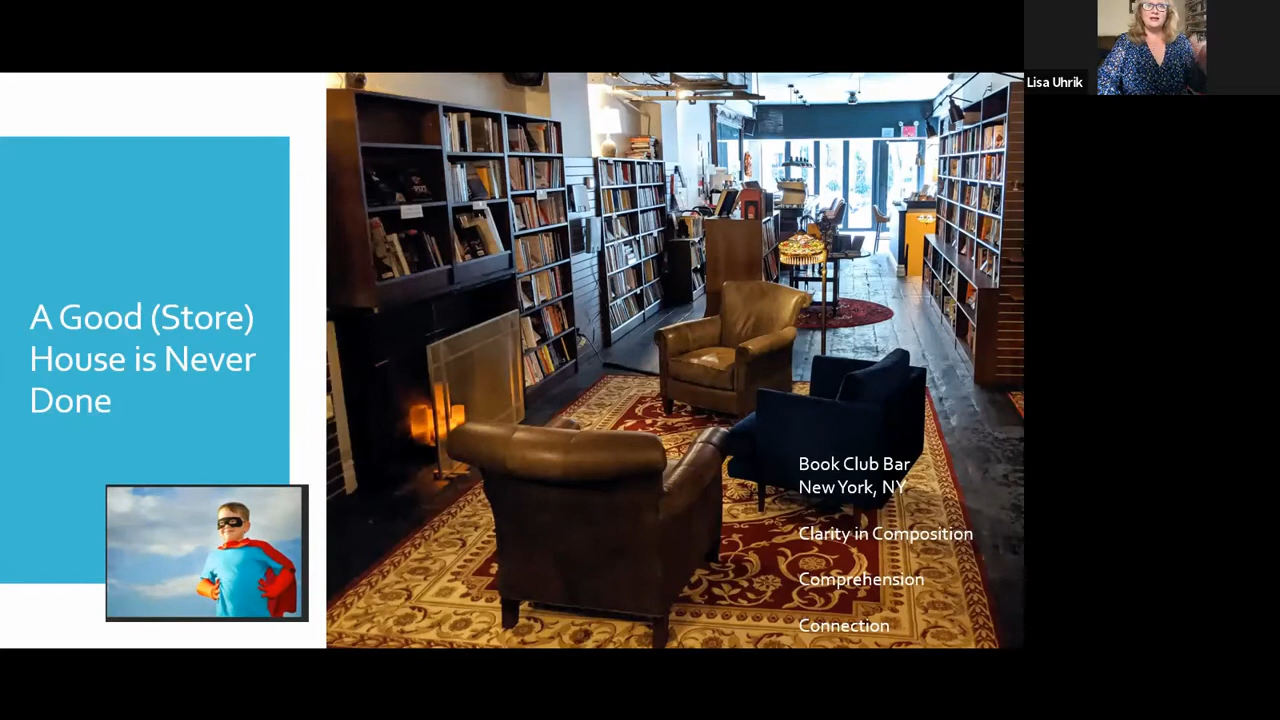 Lisa Uhrik
A Good (Store)
House is Never
Done
Book Club Bar
New York, NY
Clarity in Composition
Comprehension
Connection